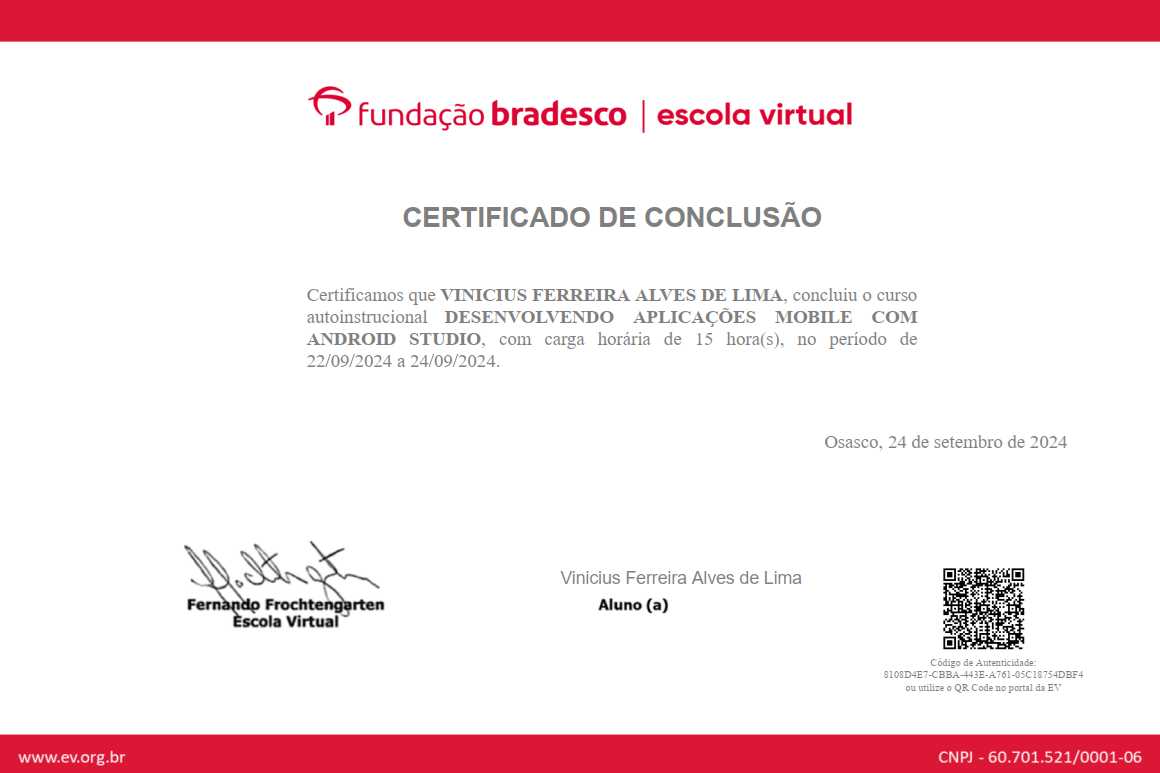 fundação bradesco | escola virtual
CERTIFICADO DE CONCLUSÃO
Certificamos que VINICIUS FERREIRA ALVES DE LIMA, concluiu o curso
autoinstrucional DESENVOLVENDO APLICAÇÕES MOBILE COM
ANDROID STUDIO, com carga horária de 15 hora(s), no período de
22/09/2024 a 24/09/2024.
Osasco, 24 de setembro de 2024
Fernando Frochtengarten
Escola Virtual
Vinicius Ferreira Alves de Lima
Aluno (a)
Código de Autenticidade:
8108D4E7-CBBA-443E-A761-05C18754DBF4
ou utilize o QR Code no portal da EV
www.ev.org.br
CNPJ - 60.701.521/0001-06